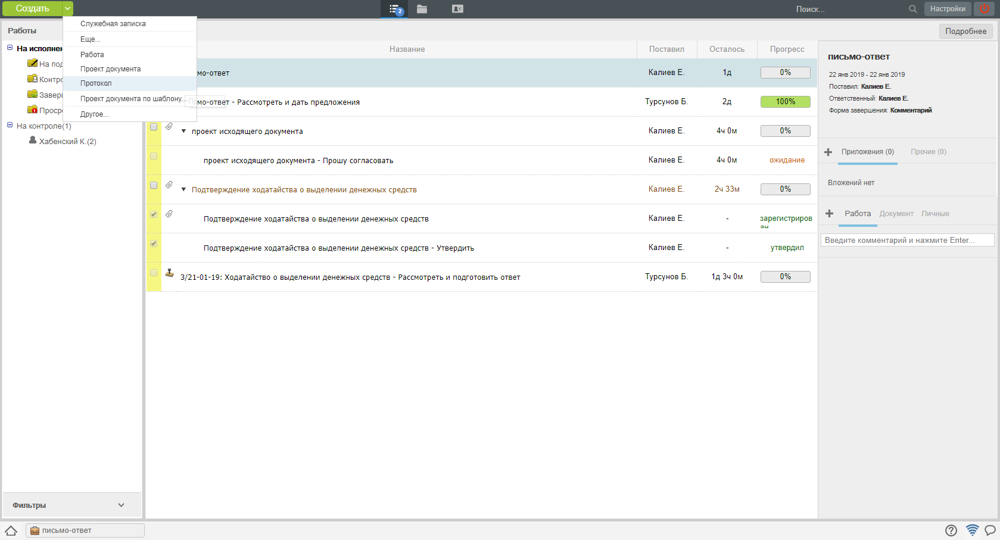 Создать
2
Поиск...
Настройки
Служебная записка
Еще...
Работа
Проект документа
Протокол
Проект документа по шаблону...
Другое...
Работы
На исполнен
На под
Контро
Завер
Просро
На контроле(1)
Хабенский К.(2)
Фильтры
Подробнее
Название Поставил Осталось Прогресс
мо-ответ Калиев Е. 1д 0%
мо-ответ - Рассмотреть и дать предложения Турсунов Б. 2д 100%
проект исходящего документа Калиев Е. 4ч 0м 0%
проект исходящего документа - Прошу согласовать Калиев Е. 4ч 0м ожидание
Подтверждение ходатайства о выделении денежных средств Калиев Е. 2ч 33м 0%
Подтверждение ходатайства о выделении денежных средств Калиев Е. - зарегистриров
ан
Подтверждение ходатайства о выделении денежных средств - Утвердить Калиев Е. - утвердил
3/21-01-19: Ходатайство о выделении денежных средств - Рассмотреть и подготовить ответ Турсунов Б. 1д 3ч 0м 0%
письмо-ответ
22 янв 2019 - 22 янв 2019
Поставил: Калиев Е.
Ответственный: Калиев Е.
Форма завершения: Комментарий
Приложения (0) Прочие (0)
Вложений нет
Работа Документ Личные
Введите комментарий и нажмите Enter...
письмо-ответ